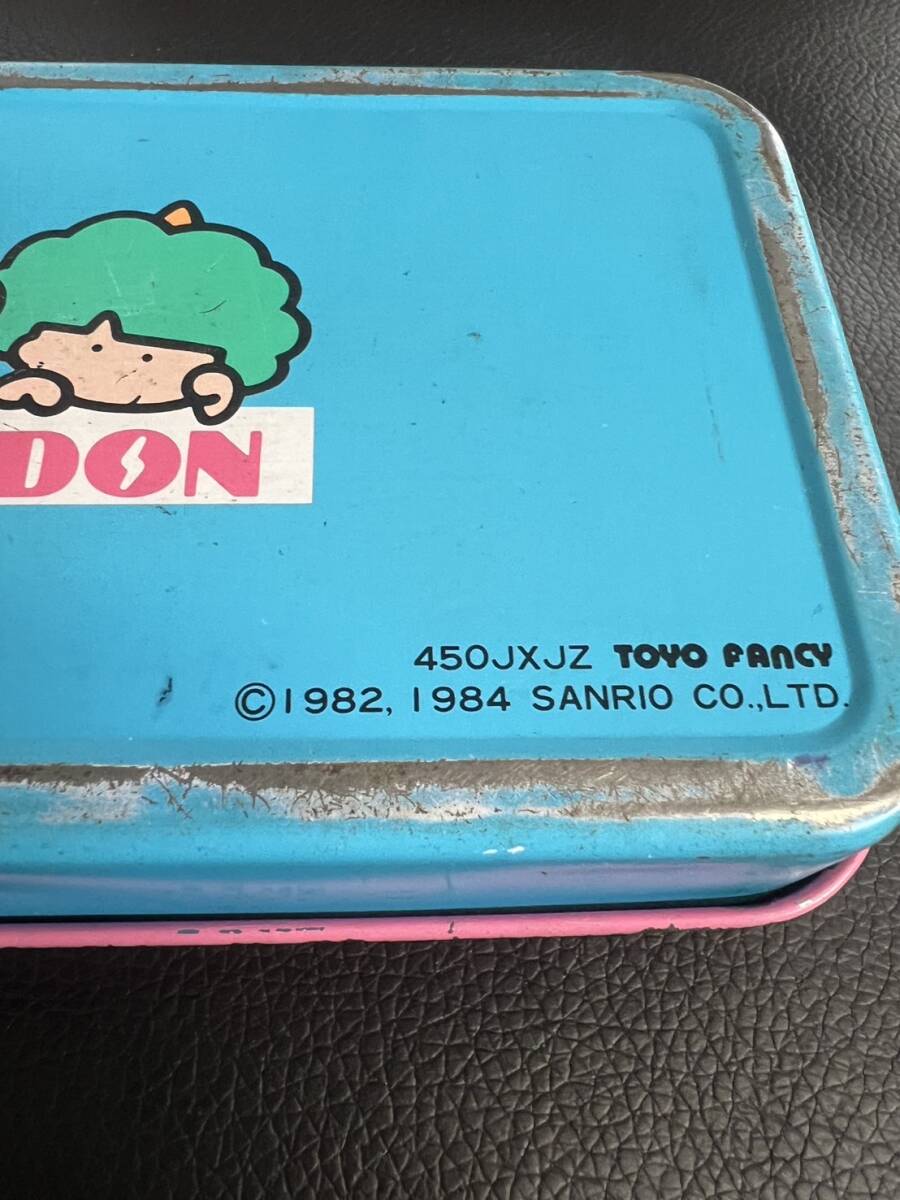 DON
450JXJZ TOYO FANCY
©1982, 1984 SANRIO CO.,LTD.